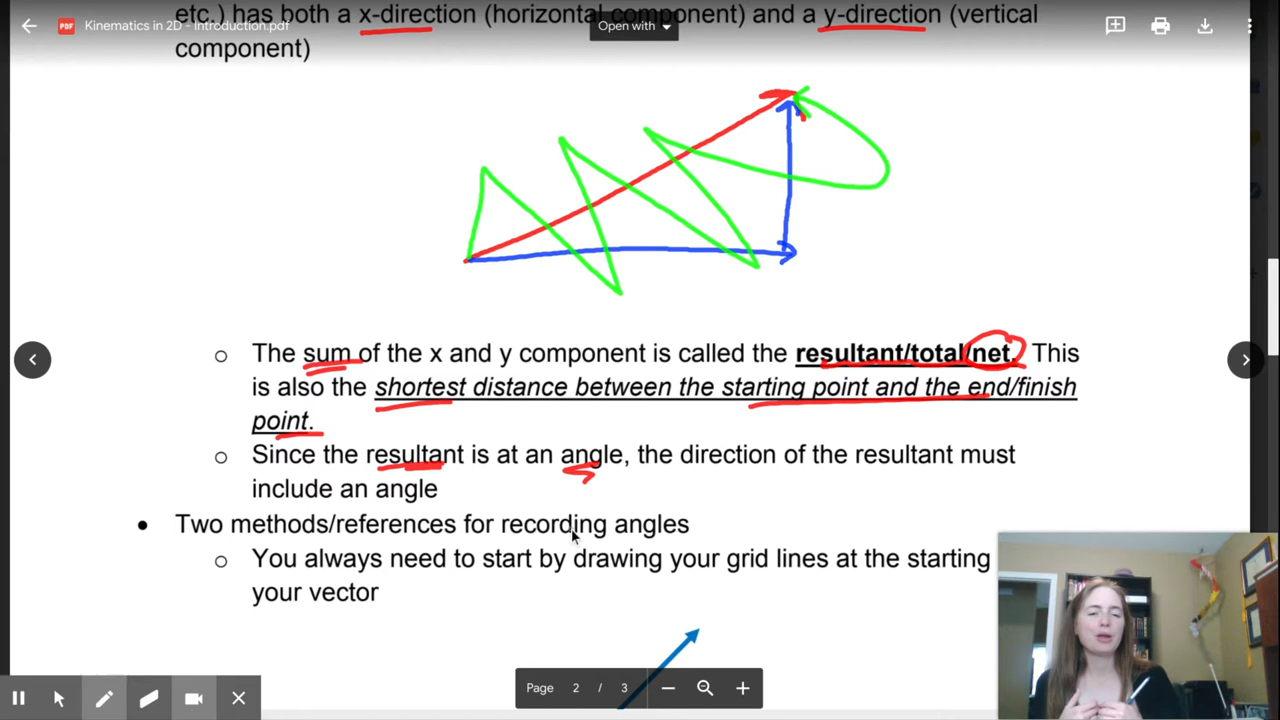 etc.) has both a x-direction (horizontal component) and a y-direction (vertical
Kinematics in 2D - Introduction.pdf
Open with
component)
The sum of the x and y component is called the resultant/total/net. This
is also the shortest distance between the starting point and the end/finish
point.
Since the resultant is at an angle, the direction of the resultant must
include an angle
Two methods/references for recording angles
You always need to start by drawing your grid lines at the starting
your vector
Page 2 / 3